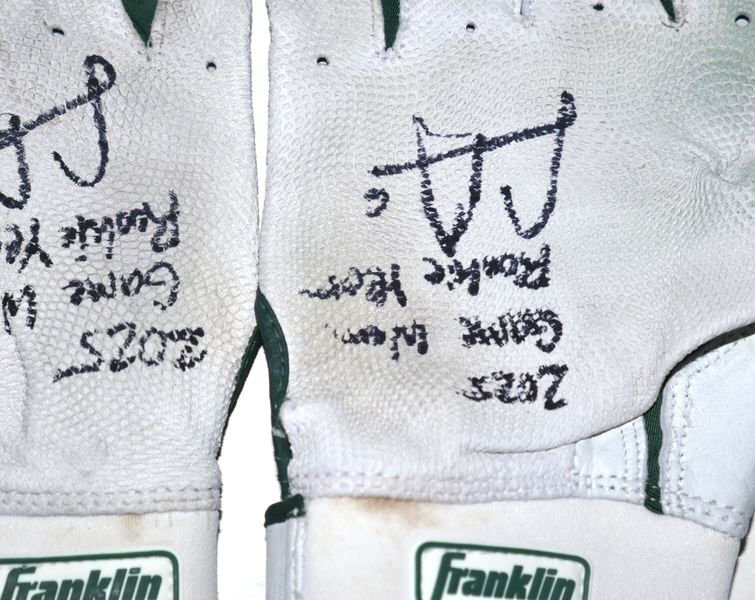 2025
Game
Rookie
2025
Game Worn
Rookie Year
Franklin
Franklin